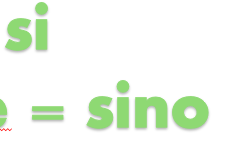 si
e = sino